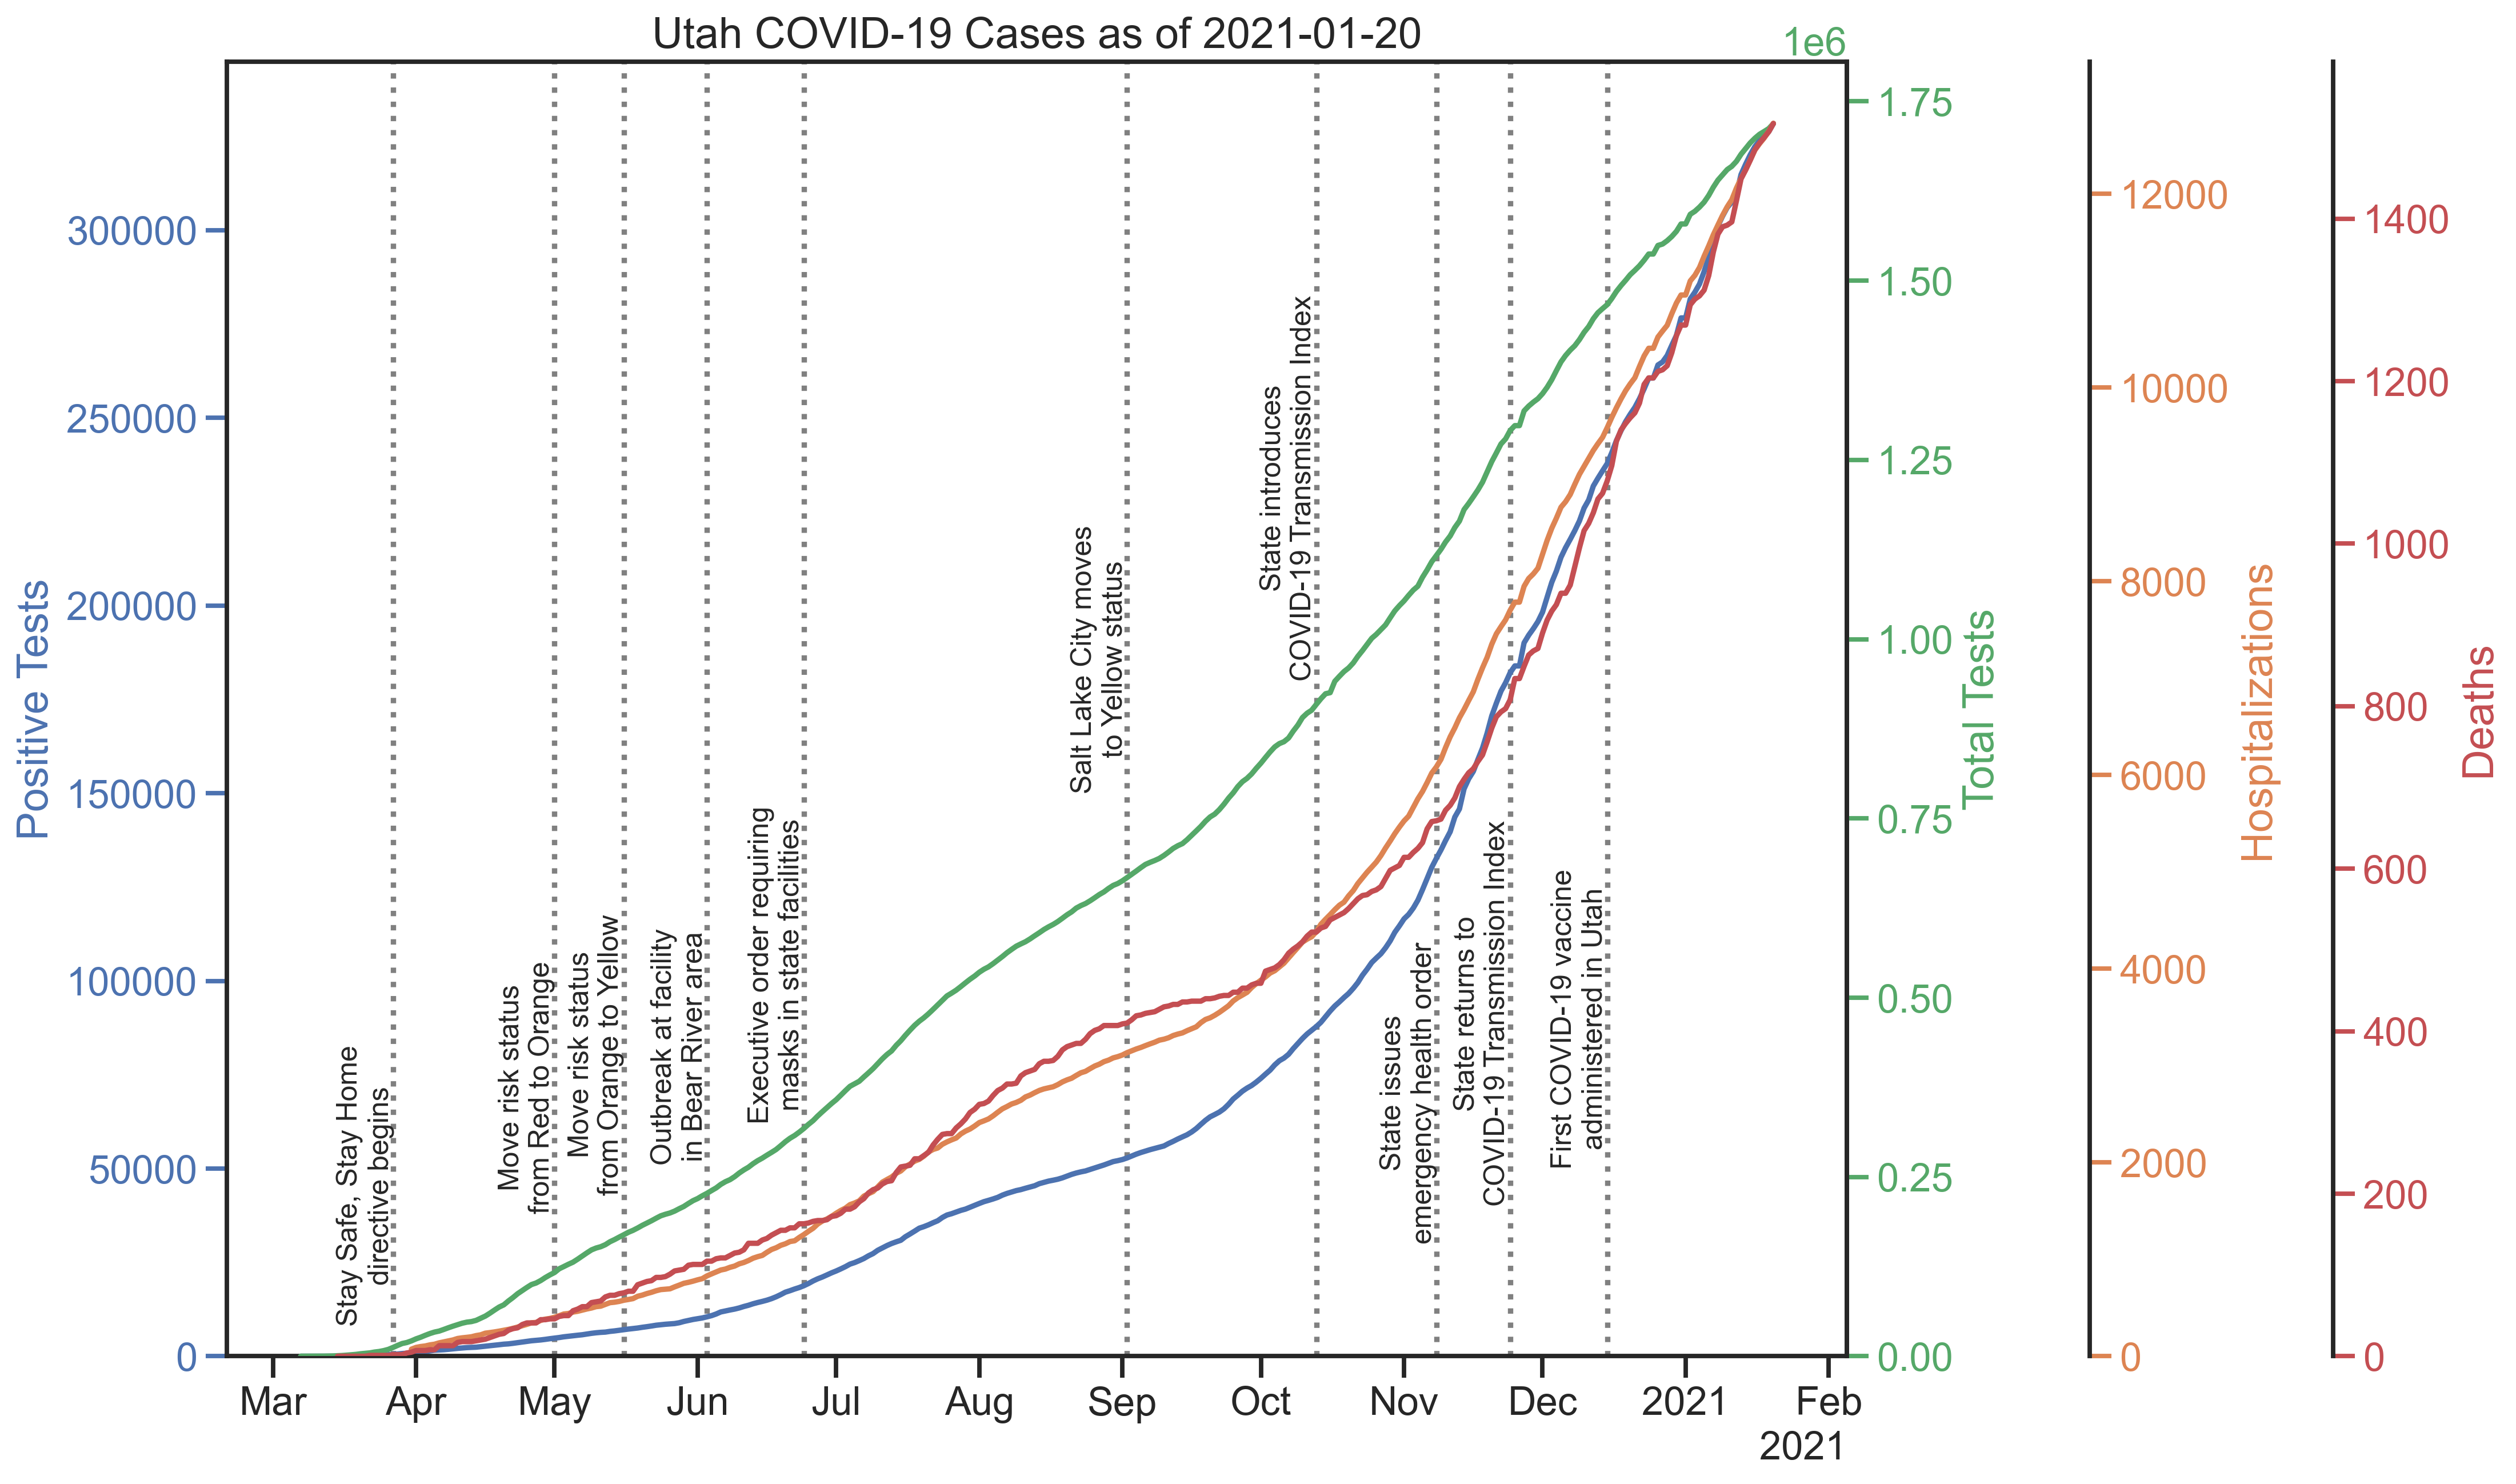 Utah COVID-19 Cases as of 2021-01-20
1e6
Positive Tests
300000
250000
200000
150000
100000
50000
0
Stay Safe, Stay Home
directive begins
Move risk status
from Red to Orange
Move risk status
from Orange to Yellow
Outbreak at facility
in Bear River area
Executive order requiring
masks in state facilities
Salt Lake City moves
to Yellow status
State introduces
COVID-19 Transmission Index
State issues
emergency health order
State returns to
COVID-19 Transmission Index
First COVID-19 vaccine
administered in Utah
1.75
1.50
1.25
1.00
0.75
0.50
0.25
0.00
Total Tests
12000
10000
8000
6000
4000
2000
0
Hospitalizations
1400
1200
1000
800
600
400
200
0
Deaths
Mar
Apr
May
Jun
Jul
Aug
Sep
Oct
Nov
Dec
2021
Feb
2021